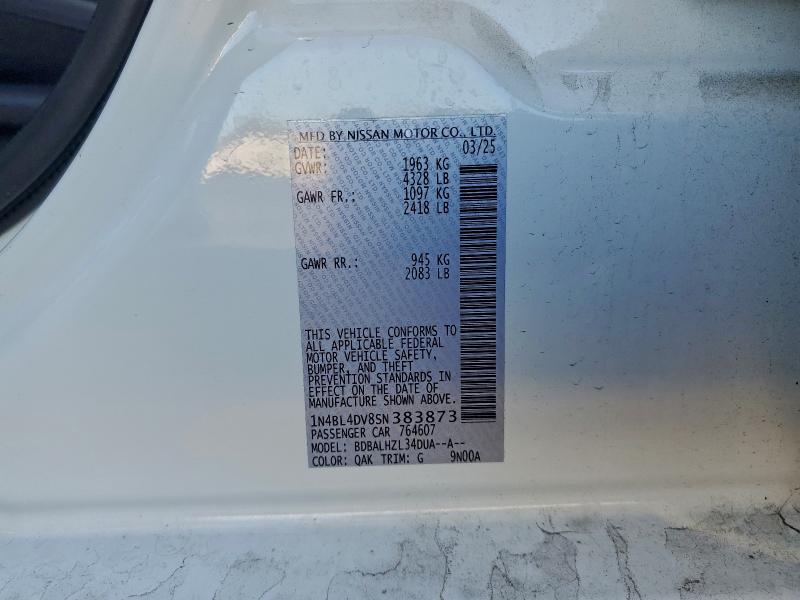 MFD BY NISSAN MOTOR CO., LTD.
DATE: 03/25
GVWR: 1963 KG
4328 LB
GAWR FR.: 1097 KG
2418 LB
GAWR RR.: 945 KG
2083 LB
THIS VEHICLE CONFORMS TO
ALL APPLICABLE FEDERAL
MOTOR VEHICLE SAFETY,
BUMPER, AND THEFT
PREVENTION STANDARDS IN
EFFECT ON THE DATE OF
MANUFACTURE SHOWN ABOVE.
1N4BL4DV8SN383873
PASSENGER CAR 764607
MODEL: BDBALHZL34DUA--A--
COLOR: QAK TRIM: G 9N00A